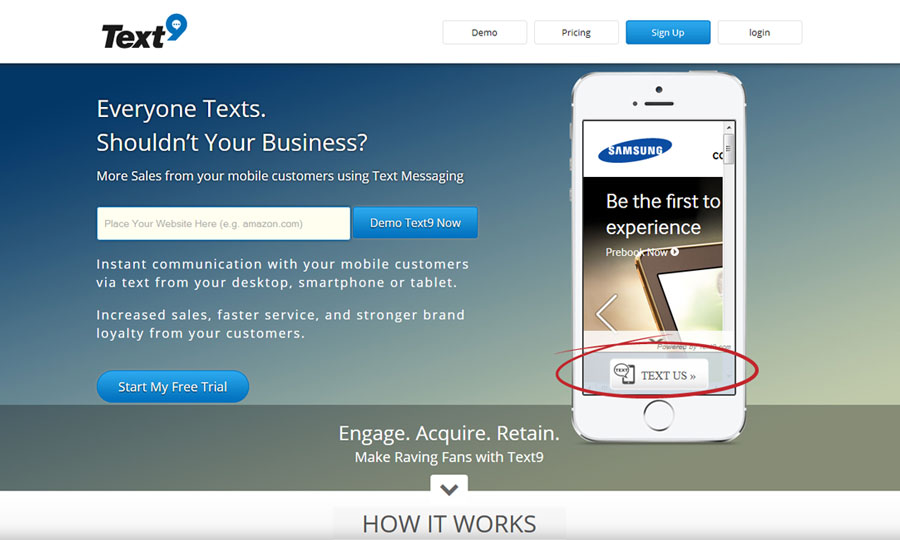 Text9
Demo
Pricing
Sign Up
login
Everyone Texts.
Shouldn't Your Business?
More Sales from your mobile customers using Text Messaging
Place Your Website Here (e.g. amazon.com)
Demo Text9 Now
Instant communication with your mobile customers
via text from your desktop, smartphone or tablet.
Increased sales, faster service, and stronger brand
loyalty from your customers.
Start My Free Trial
SAMSUNG
Be the first to
experience
Prebook Now
Powered by Text9.com
TEXT
TEXT US »
Engage. Acquire. Retain.
Make Raving Fans with Text9
HOW IT WORKS